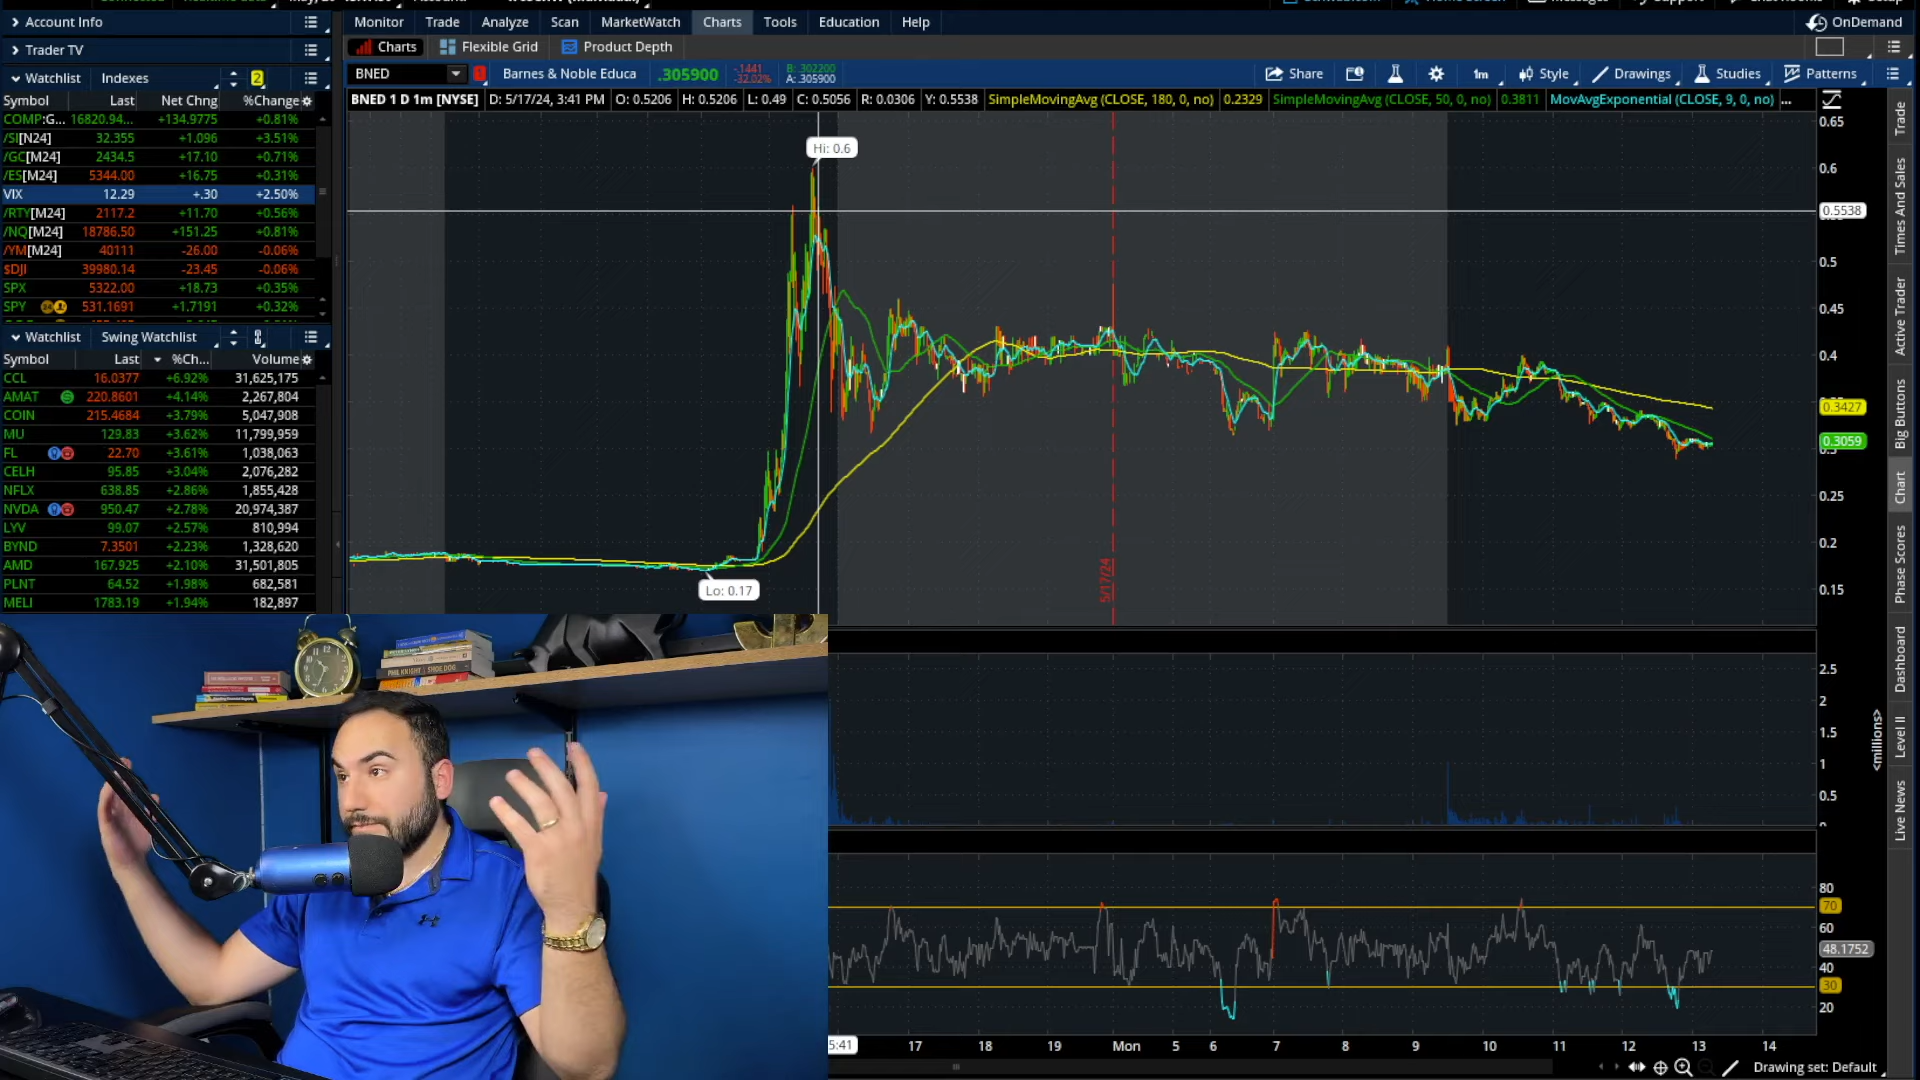 Account Info
Trader TV
Watchlist Indexes 2
Symbol Last Net Chng %Change
COMP:G... 16820.94... +134.9775 +0.81%
/SI[N24] 32.355 +1.096 +3.51%
/GC[M24] 2434.5 +17.10 +0.71%
/ES[M24] 5344.00 +16.75 +0.31%
VIX 12.29 +.30 +2.50%
/RTY[M24] 2117.2 +11.70 +0.56%
/NQ[M24] 18786.50 +151.25 +0.81%
/YM[M24] 40111 -26.00 -0.06%
$DJI 39980.14 -23.45 -0.06%
SPX 5322.00 +18.73 +0.35%
SPY 531.1691 +1.7191 +0.32%
Watchlist Swing Watchlist
Symbol Last %Ch... Volume
CCL 16.0377 +6.92% 31,625,175
AMAT 220.8601 +4.14% 2,267,804
COIN 215.4684 +3.79% 5,047,908
MU 129.83 +3.62% 11,799,959
FL 22.70 +3.61% 1,038,063
CELH 95.85 +3.04% 2,076,282
NFLX 638.85 +2.86% 1,855,428
NVDA 950.47 +2.78% 20,974,387
LYV 99.07 +2.57% 810,994
BYND 7.3501 +2.23% 1,328,620
AMD 167.925 +2.10% 31,501,805
PLNT 64.52 +1.98% 682,581
MELI 1783.19 +1.94% 182,897
Monitor Trade Analyze Scan MarketWatch Charts Tools Education Help
OnDemand
Charts Flexible Grid Product Depth
BNED Barnes & Noble Educa .305900 -.1441 -32.02% B: .302200 A: .305900
Share 1m Style Drawings Studies Patterns
BNED 1 D 1m [NYSE] D: 5/17/24, 3:41 PM O: 0.5206 H: 0.5206 L: 0.49 C: 0.5056 R: 0.0306 Y: 0.5538 SimpleMovingAvg (CLOSE, 180, 0, no) 0.2329 SimpleMovingAvg (CLOSE, 50, 0, no) 0.3811 MovAvgExponential (CLOSE, 9, 0, no) ...
Hi: 0.6
Lo: 0.17
5/17/24
0.65
0.6
0.5538
0.5
0.45
0.4
0.3427
0.3059
0.25
0.2
0.15
2.5
2
1.5
1
0.5
<millions>
80
70
60
48.1752
40
30
20
5:41 17 18 19 Mon 5 6 7 8 9 10 11 12 13 14
Drawing set: Default
Trade
Times And Sales
Active Trader
Big Buttons
Chart
Phase Scores
Dashboard
Level II
Live News
PHIL KNIGHT SHOE DOG